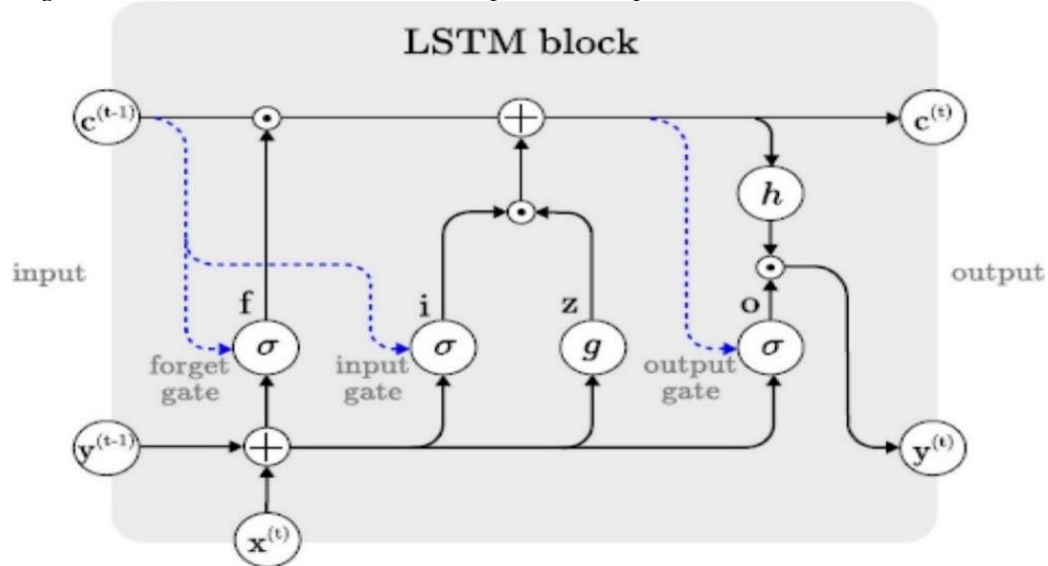 LSTM block
c^(t-1)
c^(t)
h
input
output
f
i
z
o
σ
σ
g
σ
forget
gate
input
gate
output
gate
y^(t-1)
y^(t)
x^(t)